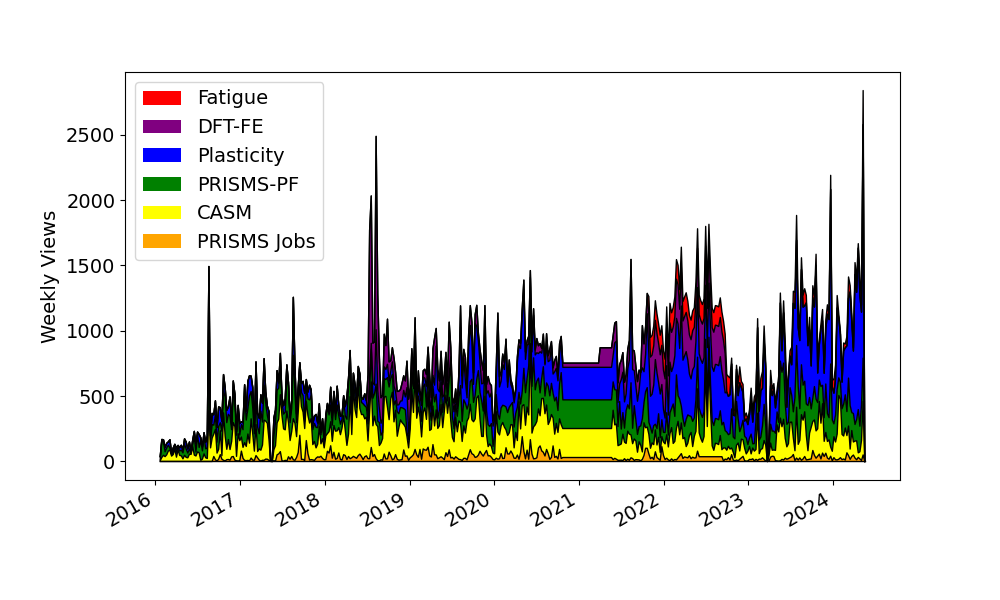 Fatigue
DFT-FE
Plasticity
PRISMS-PF
CASM
PRISMS Jobs
Weekly Views
2500
2000
1500
1000
500
0
2016
2017
2018
2019
2020
2021
2022
2023
2024